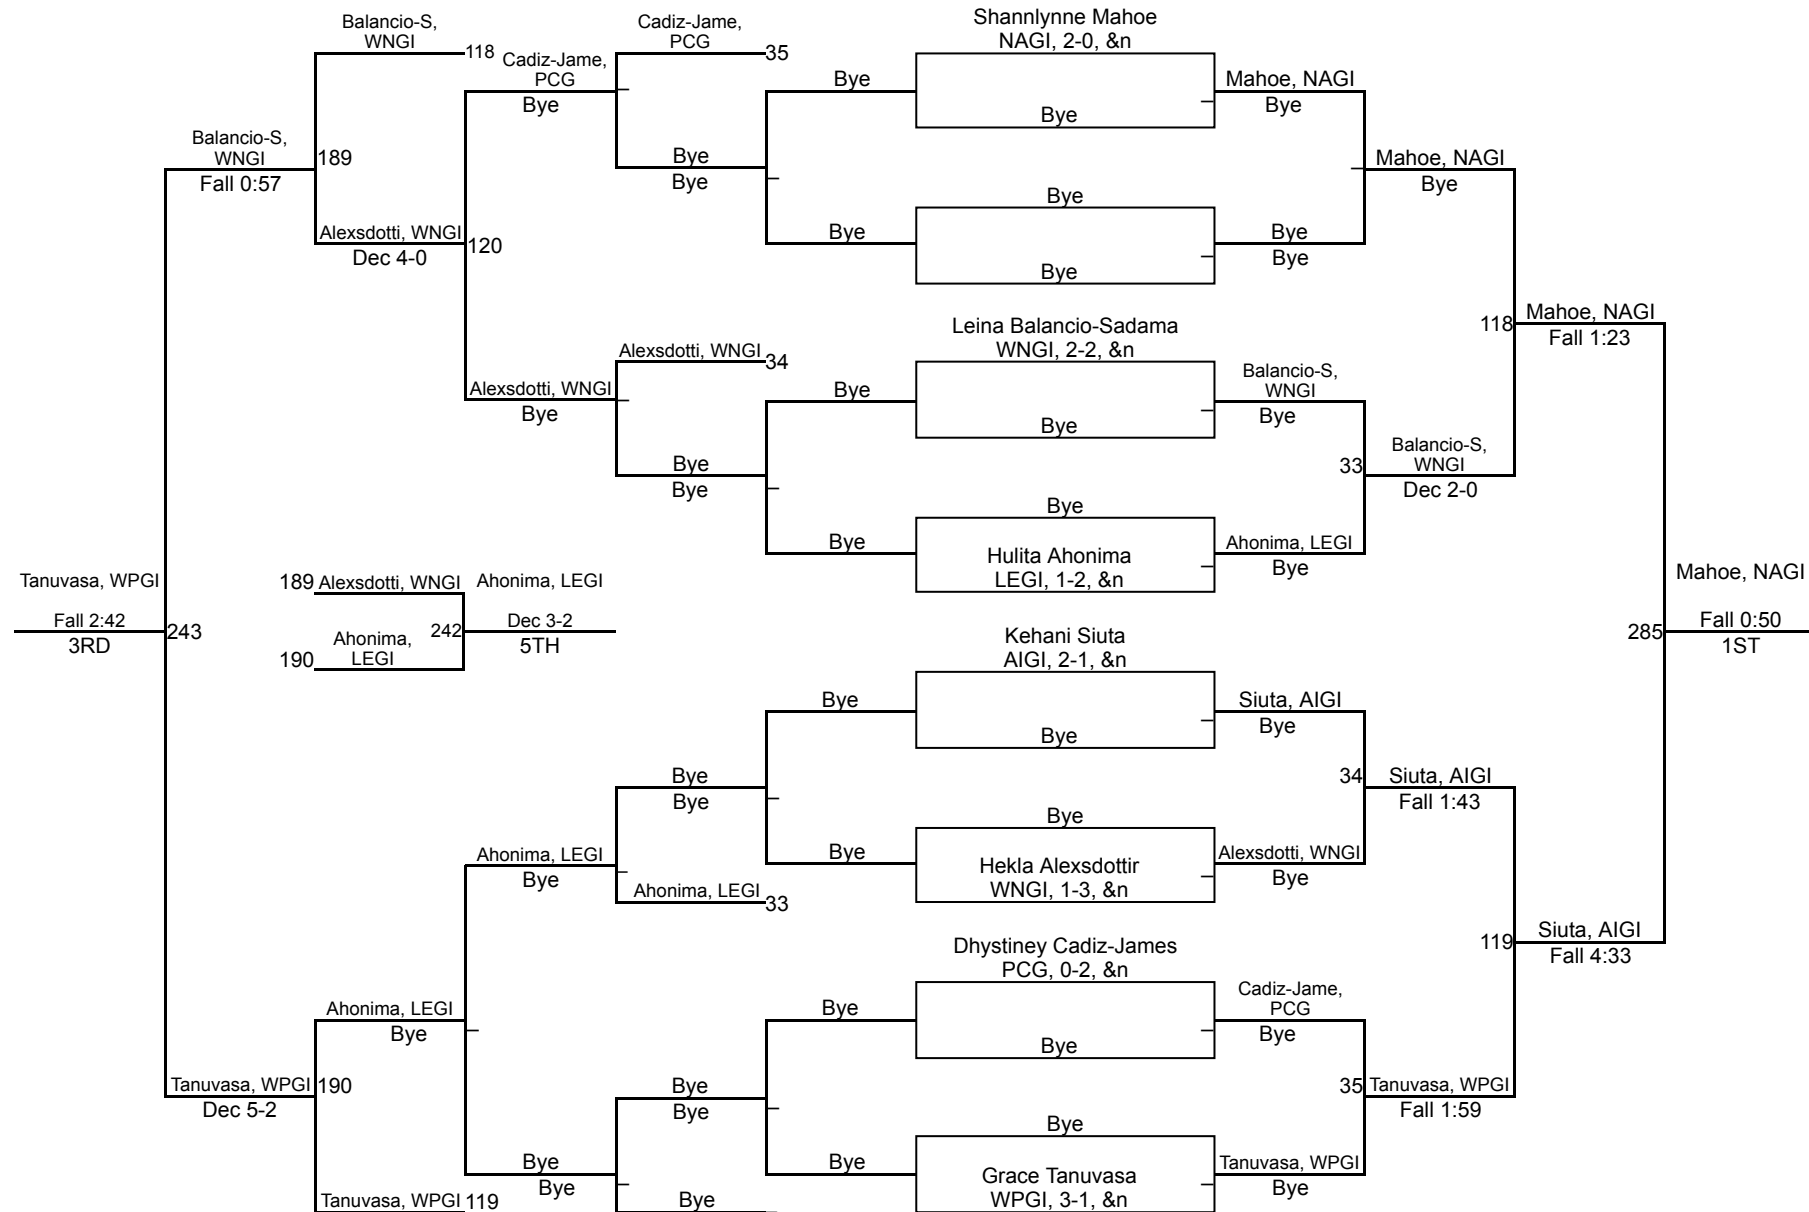 Balancio-S,
WNGI
118
Cadiz-Jame,
PCG
Bye
Cadiz-Jame,
PCG
35
Bye
Shannlynne Mahoe
NAGI, 2-0, &n
Bye
Mahoe, NAGI
Bye
Balancio-S,
WNGI
Fall 0:57
189
Bye
Bye
Mahoe, NAGI
Bye
Alexsdotti, WNGI
Dec 4-0
120
Bye
Bye
Bye
Bye
Bye
Leina Balancio-Sadama
WNGI, 2-2, &n
Bye
118
Mahoe, NAGI
Fall 1:23
Alexsdotti, WNGI
34
Alexsdotti, WNGI
Bye
Bye
Balancio-S,
WNGI
Bye
Bye
Bye
33
Balancio-S,
WNGI
Dec 2-0
Bye
Bye
Hulita Ahonima
LEGI, 1-2, &n
Ahonima, LEGI
Bye
Tanuvasa, WPGI
Fall 2:42
3RD
243
189
Alexsdotti, WNGI
Ahonima, LEGI
190
Ahonima,
LEGI
242
Dec 3-2
5TH
Mahoe, NAGI
285
Fall 0:50
1ST
Kehani Siuta
AIGI, 2-1, &n
Bye
Bye
Siuta, AIGI
Bye
Bye
Bye
34
Siuta, AIGI
Fall 1:43
Ahonima, LEGI
Bye
Ahonima, LEGI
33
Bye
Bye
Hekla Alexsdottir
WNGI, 1-3, &n
Alexsdotti, WNGI
Bye
119
Siuta, AIGI
Fall 4:33
Dhystiney Cadiz-James
PCG, 0-2, &n
Bye
Bye
Cadiz-Jame,
PCG
Bye
Ahonima, LEGI
Bye
Tanuvasa, WPGI
Dec 5-2
190
Bye
Bye
35
Tanuvasa, WPGI
Fall 1:59
Bye
Bye
Bye
Bye
Grace Tanuvasa
WPGI, 3-1, &n
Tanuvasa, WPGI
Bye
Tanuvasa, WPGI
119
Bye